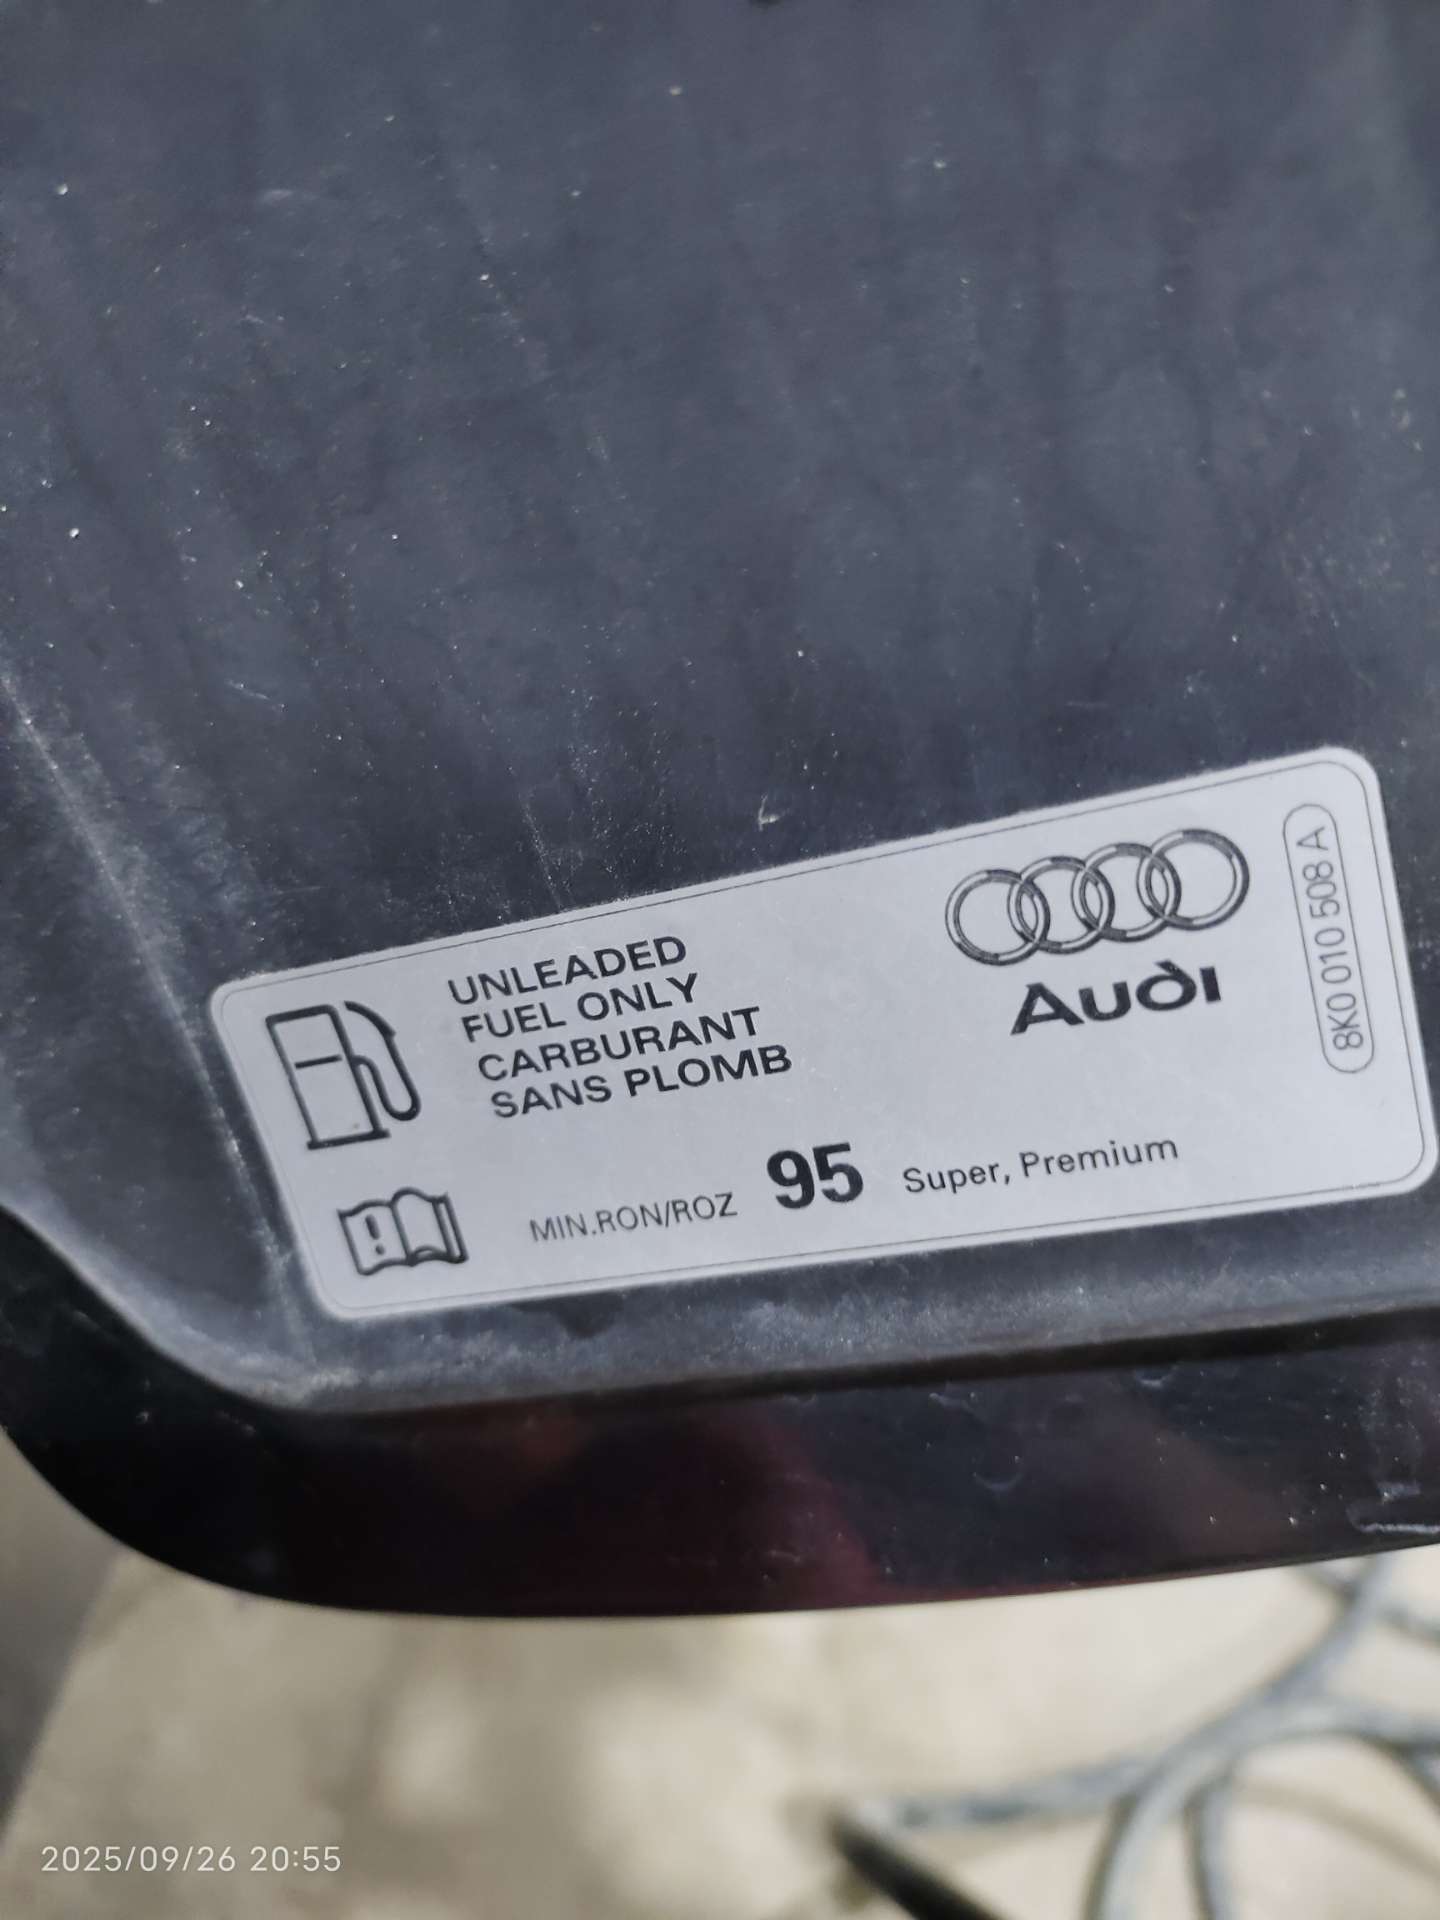 UNLEADED
FUEL ONLY
CARBURANT
SANS PLOMB
Audi
8K0 010 508 A
MIN.RON/ROZ 95 Super, Premium
2025/09/26 20:55